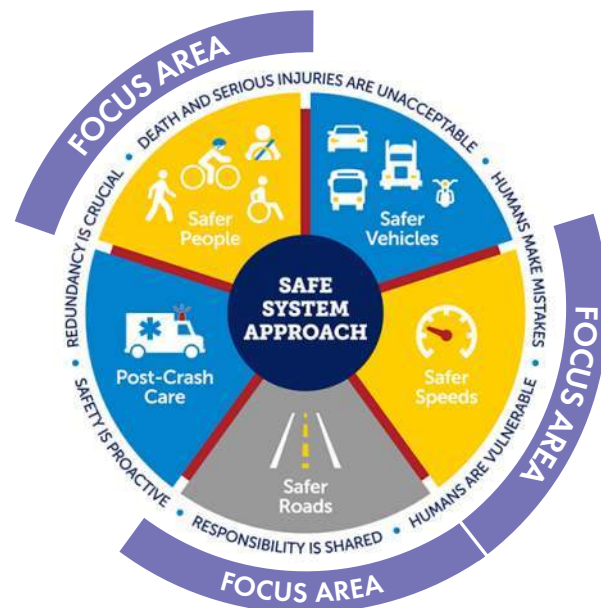 FOCUS AREA
DEATH AND SERIOUS INJURIES ARE UNACCEPTABLE •
HUMANS MAKE MISTAKES •
HUMANS ARE VULNERABLE •
RESPONSIBILITY IS SHARED •
SAFETY IS PROACTIVE •
REDUNDANCY IS CRUCIAL •
Safer
People
Safer
Vehicles
SAFE
SYSTEM
APPROACH
Post-Crash
Care
Safer
Speeds
Safer
Roads
FOCUS AREA
FOCUS AREA